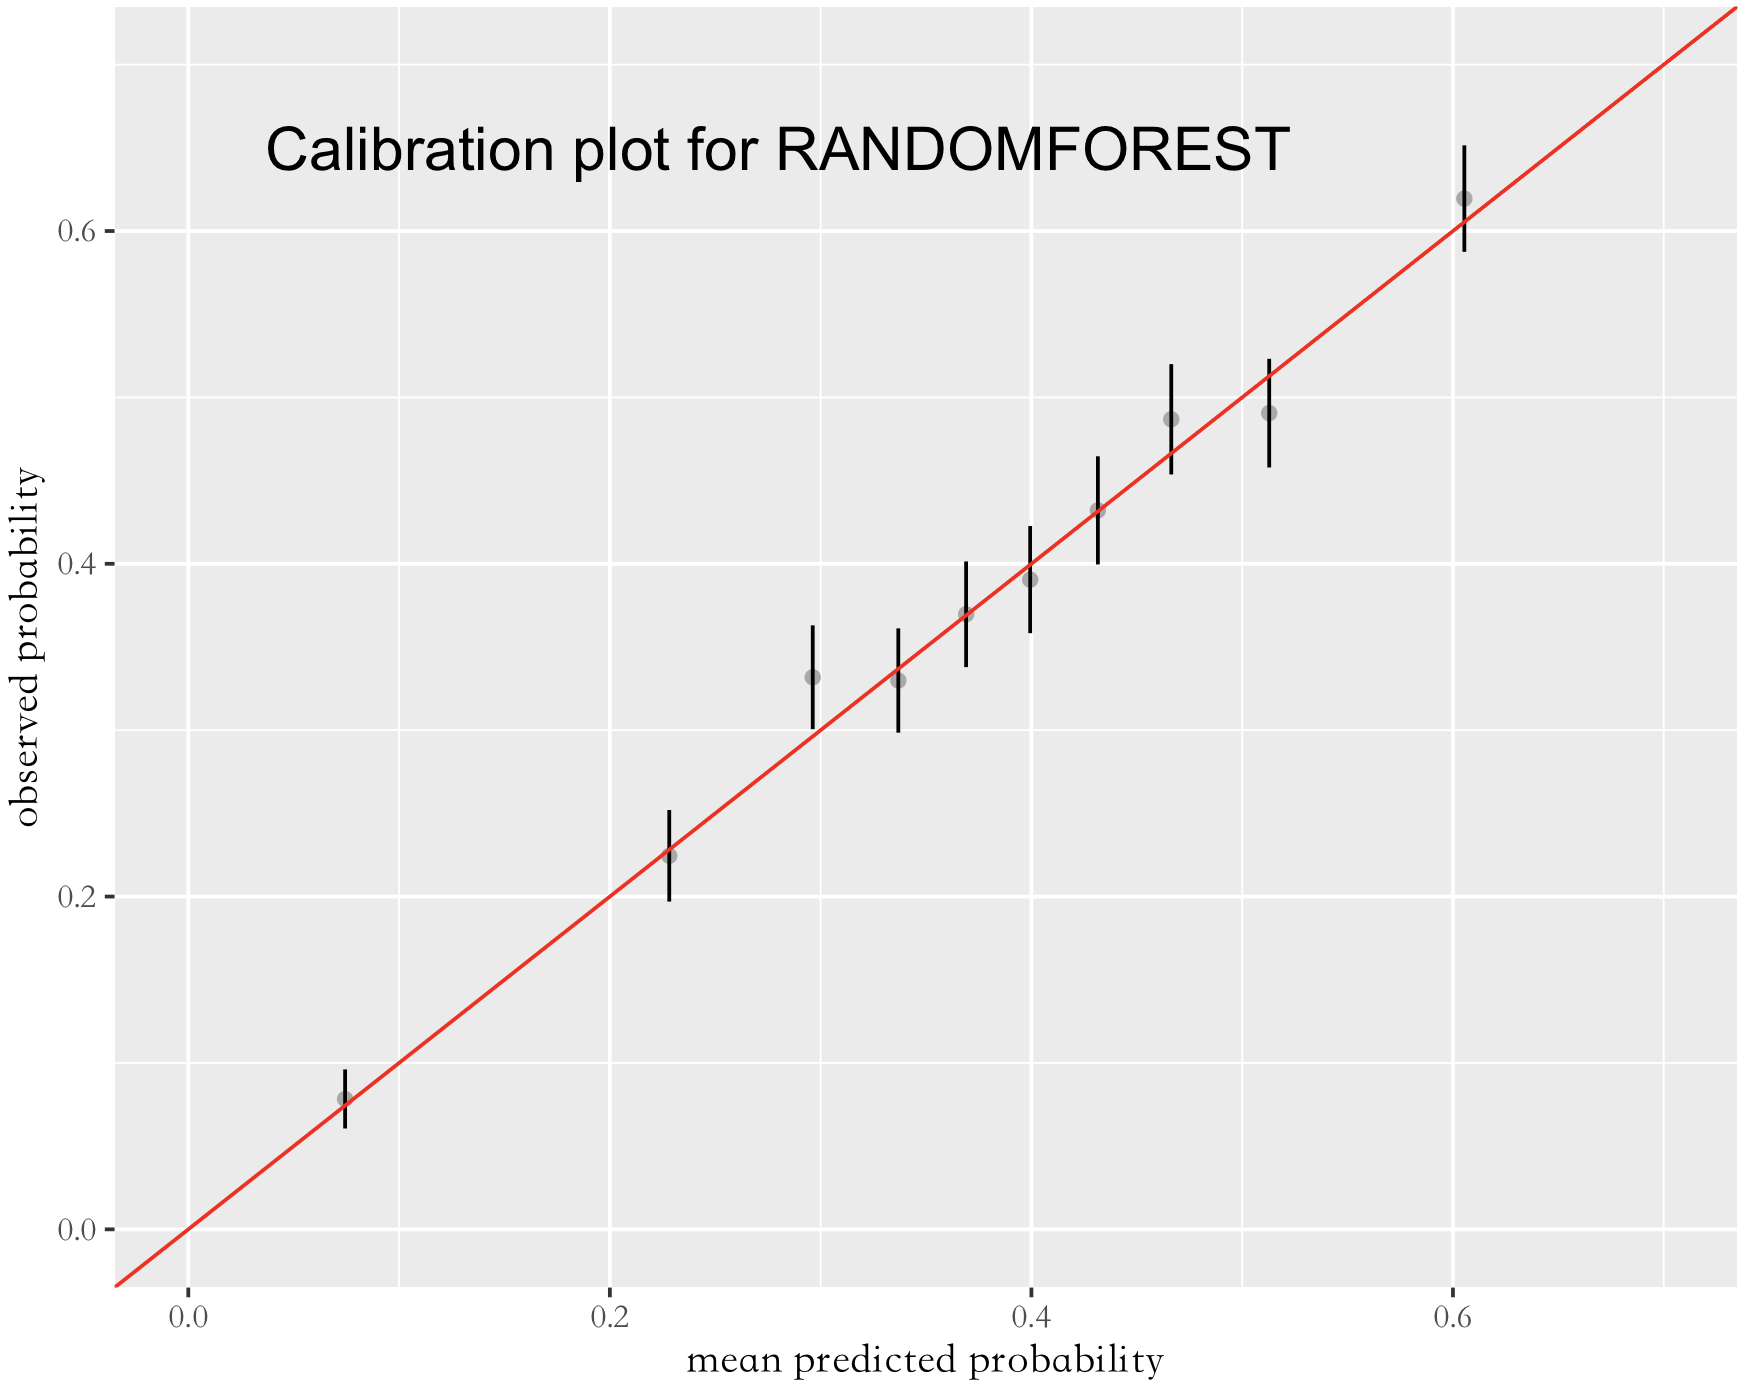 Calibration plot for RANDOMFOREST
observed probability
0.6
0.4
0.2
0.0
0.0 0.2 0.4 0.6
mean predicted probability